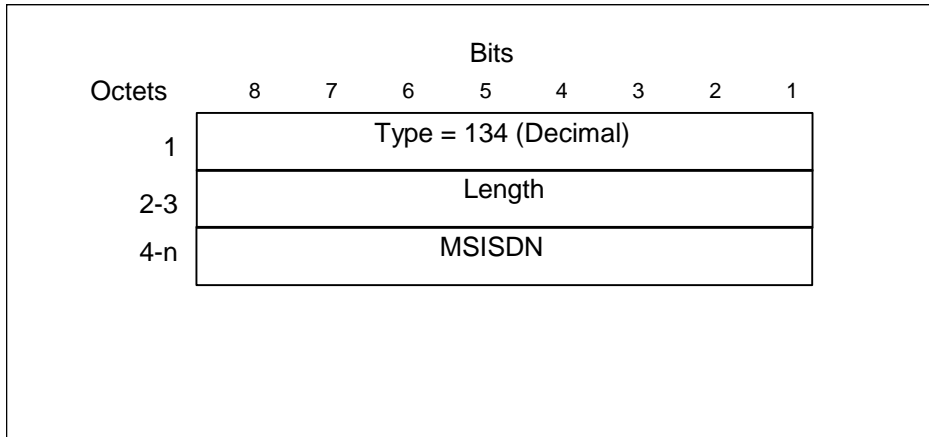 Bits
Octets 8 7 6 5 4 3 2 1
1 Type = 134 (Decimal)
2-3 Length
4-n MSISDN